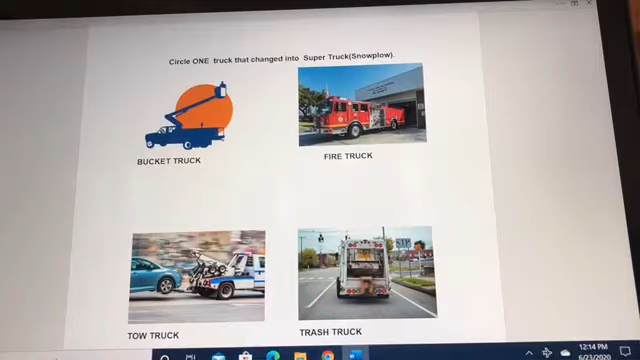 Circle ONE truck that changed into Super Truck(Snowplow).
BUCKET TRUCK
FIRE TRUCK
TOW TRUCK
TRASH TRUCK
12:14 PM
6/23/2020